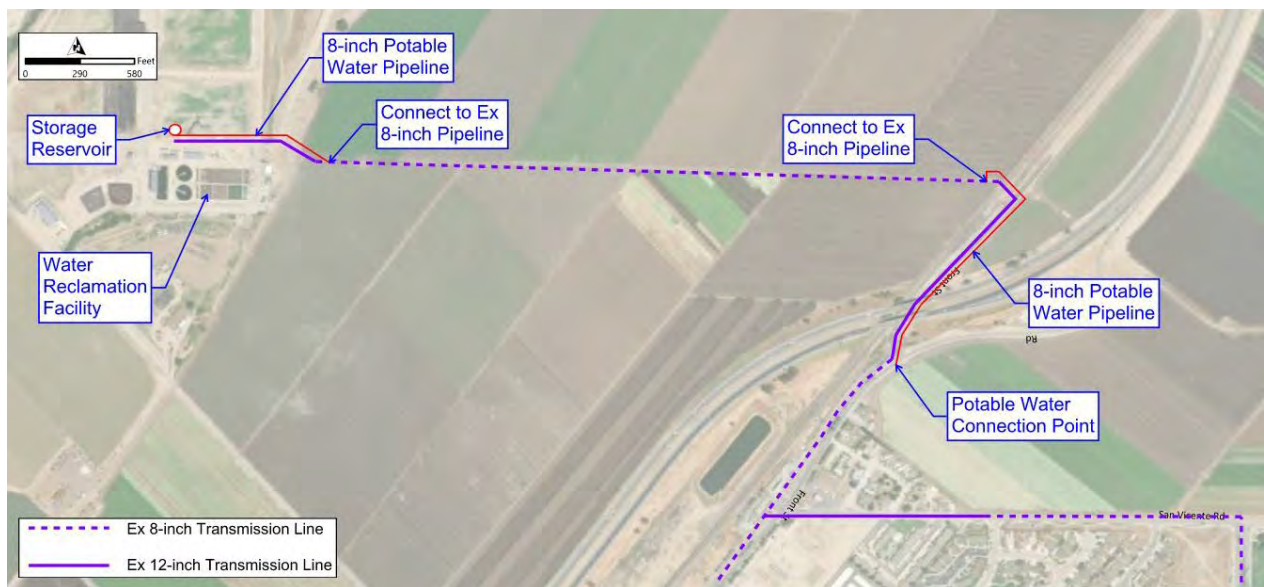 Feet
0 290 580
8-inch Potable
Water Pipeline
Storage
Reservoir
Connect to Ex
8-inch Pipeline
Connect to Ex
8-inch Pipeline
Water
Reclamation
Facility
Front St
8-inch Potable
Water Pipeline
Rd
Potable Water
Connection Point
Front St
San Vicente Rd
Ex 8-inch Transmission Line
Ex 12-inch Transmission Line